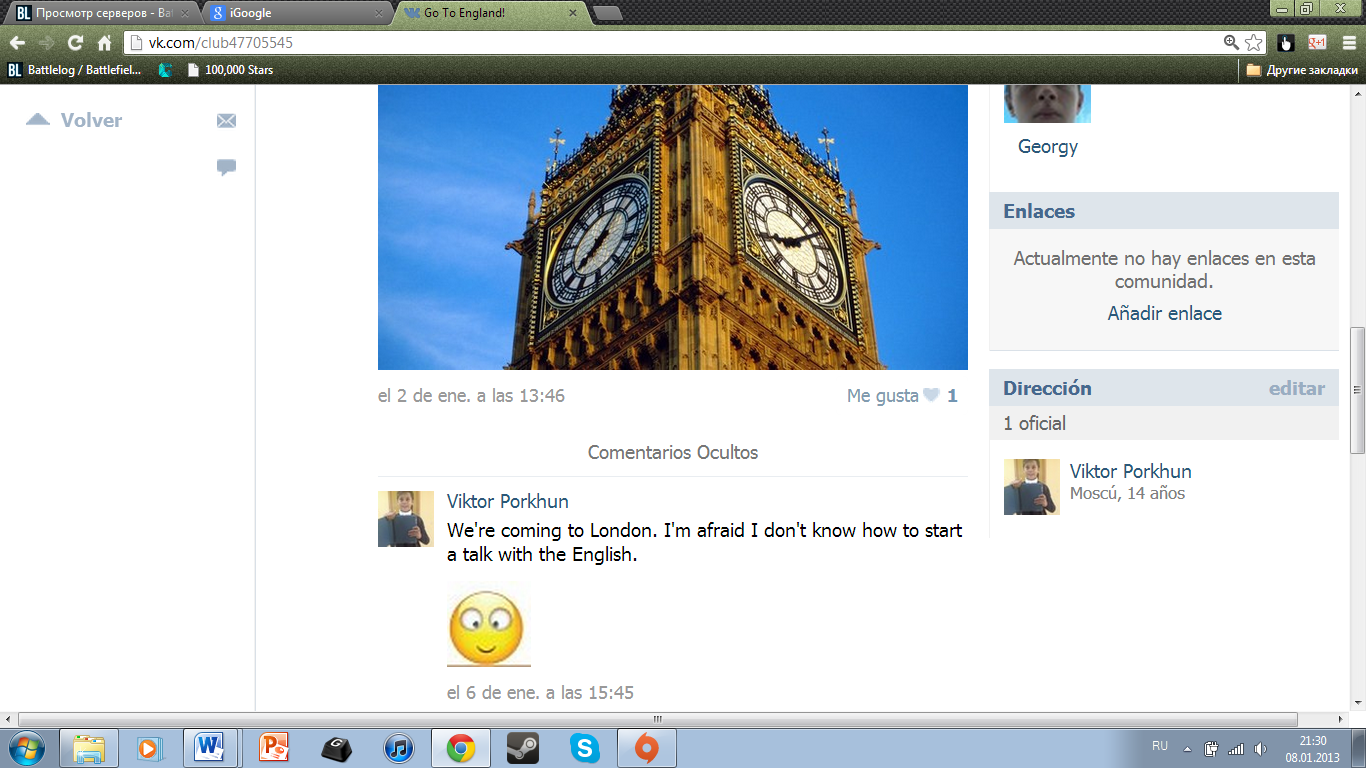 BL Просмотр серверов - Ba
iGoogle
Go To England!
vk.com/club47705545
BL Battlelog / Battlefiel...
100,000 Stars
Другие закладки
Volver
Georgy
Enlaces
Actualmente no hay enlaces en esta
comunidad.
Añadir enlace
el 2 de ene. a las 13:46
Me gusta 1
Dirección editar
1 oficial
Viktor Porkhun
Moscú, 14 años
Comentarios Ocultos
Viktor Porkhun
We're coming to London. I'm afraid I don't know how to start
a talk with the English.
el 6 de ene. a las 15:45
RU
21:30
08.01.2013